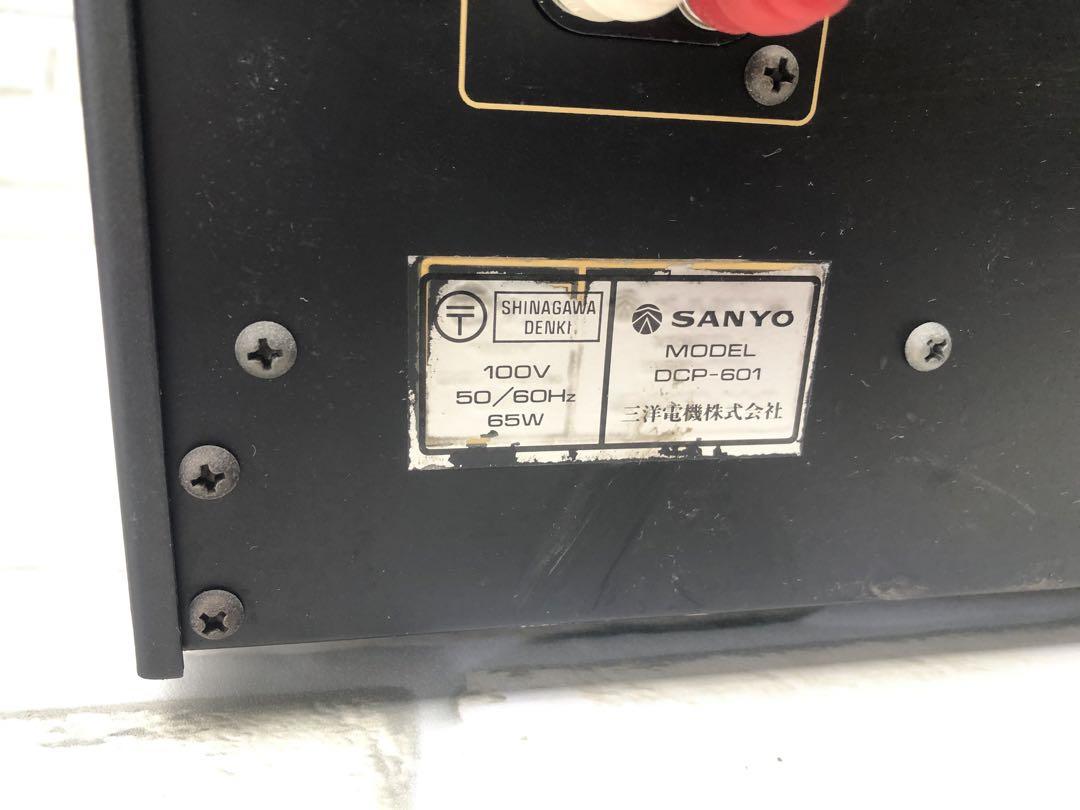 〒
SHINAGAWA
DENKI
100V
50/60Hz
65W
SANYO
MODEL
DCP-601
三洋電機株式会社